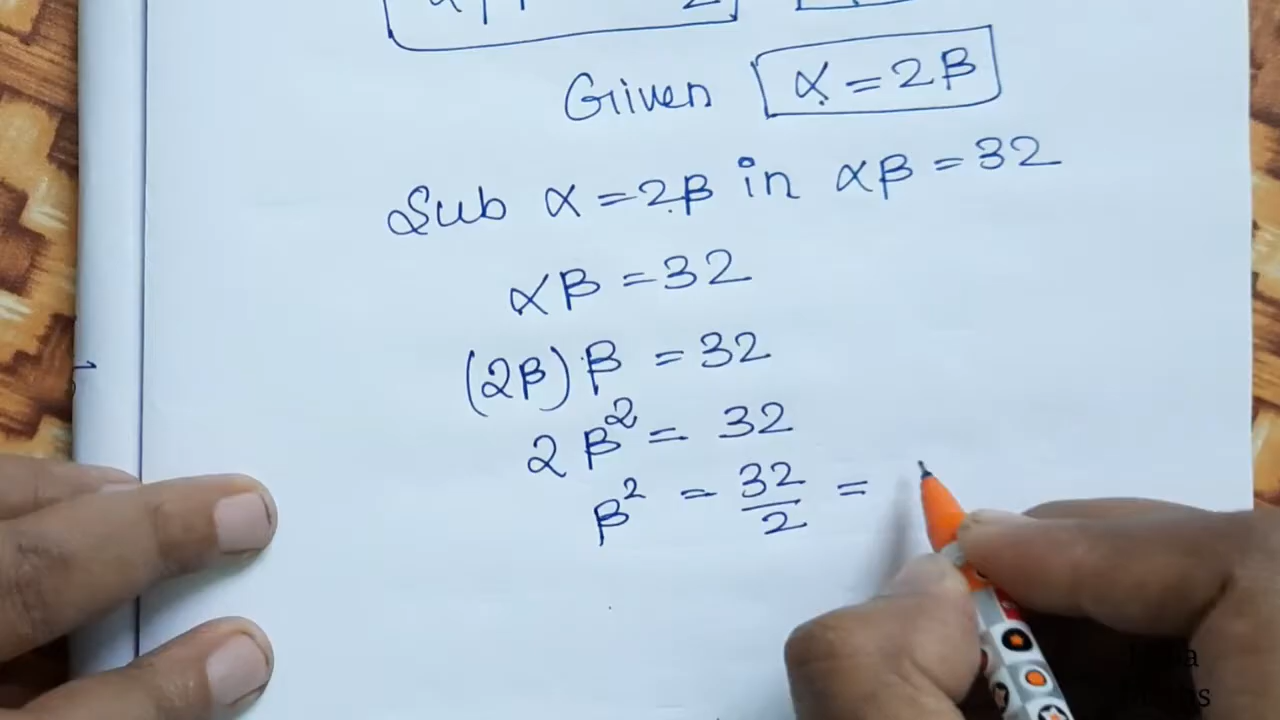 Given α = 2β
Sub α = 2β in αβ = 32
αβ = 32
(2β) β = 32
2β² = 32
β² = 32/2 =